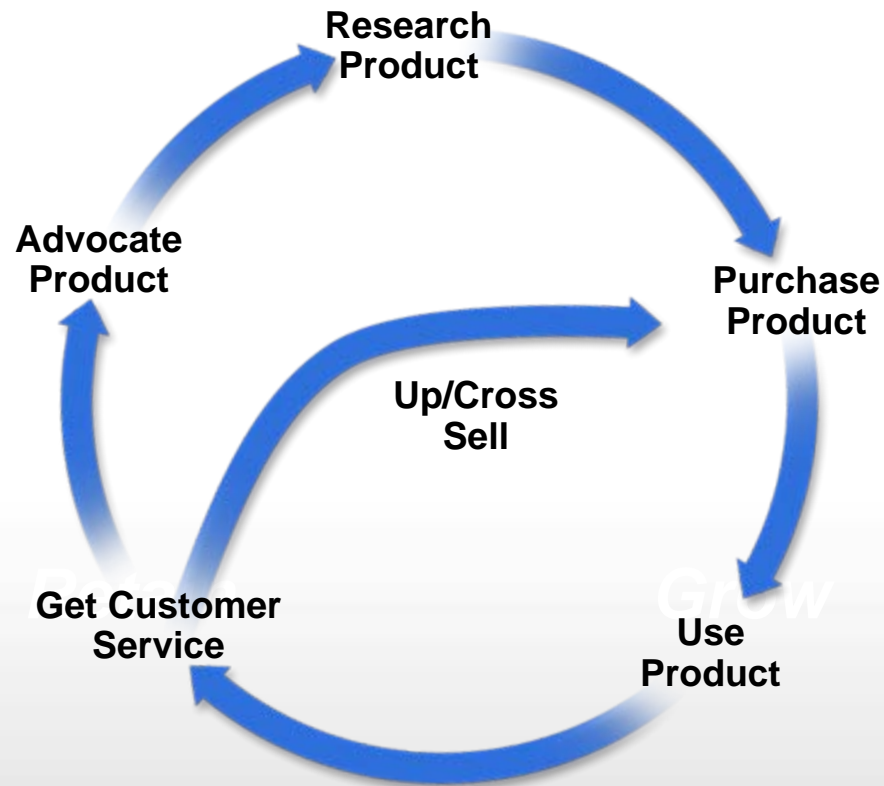 Research
Product
Advocate
Product
Purchase
Product
Up/Cross
Sell
Get Customer
Service
Grow
Use
Product